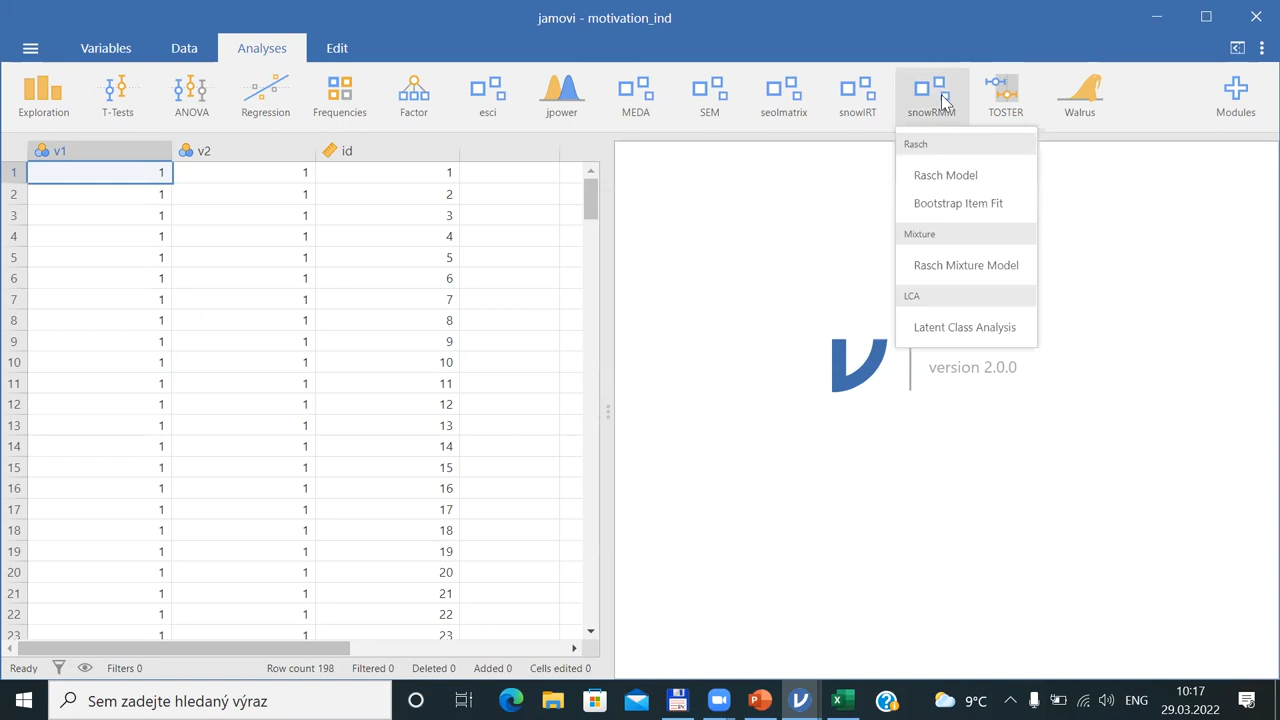 jamovi - motivation_ind
Variables Data Analyses Edit
Exploration T-Tests ANOVA Regression Frequencies Factor esci jpower MEDA SEM seolmatrix snowIRT snowRMM TOSTER Walrus Modules
v1 v2 id
1 1 1 1
2 1 1 2
3 1 1 3
4 1 1 4
5 1 1 5
6 1 1 6
7 1 1 7
8 1 1 8
9 1 1 9
10 1 1 10
11 1 1 11
12 1 1 12
13 1 1 13
14 1 1 14
15 1 1 15
16 1 1 16
17 1 1 17
18 1 1 18
19 1 1 19
20 1 1 20
21 1 1 21
22 1 1 22
23 1 1 23
Rasch
Rasch Model
Bootstrap Item Fit
Mixture
Rasch Mixture Model
LCA
Latent Class Analysis
version 2.0.0
Ready Filters 0 Row count 198 Filtered 0 Deleted 0 Added 0 Cells edited 0
Sem zadejte hledaný výraz
9°C ENG
10:17
29.03.2022